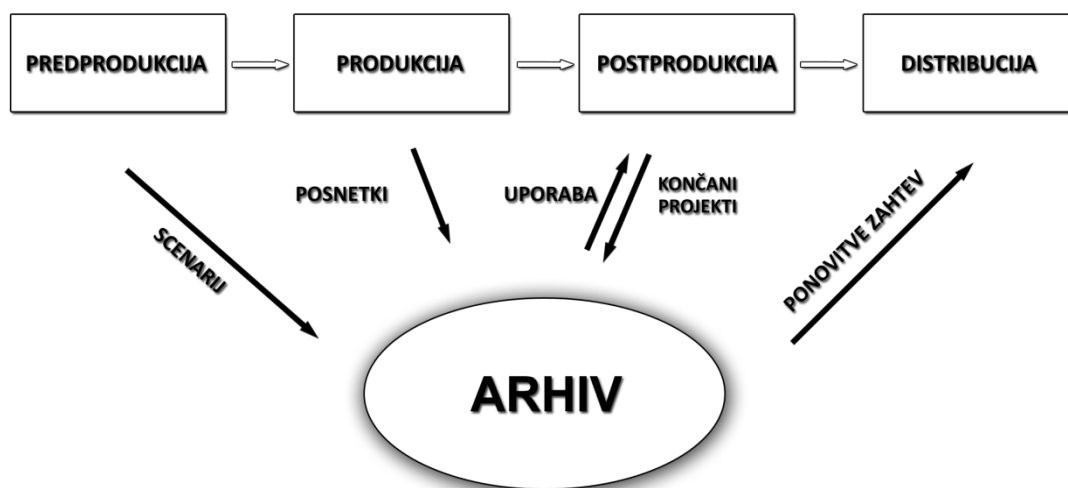 PREDPRODUKCIJA
PRODUKCIJA
POSTPRODUKCIJA
DISTRIBUCIJA
SCENARIJ
POSNETKI
UPORABA
KONČANI
PROJEKTI
PONOVITVE ZAHTEV
ARHIV